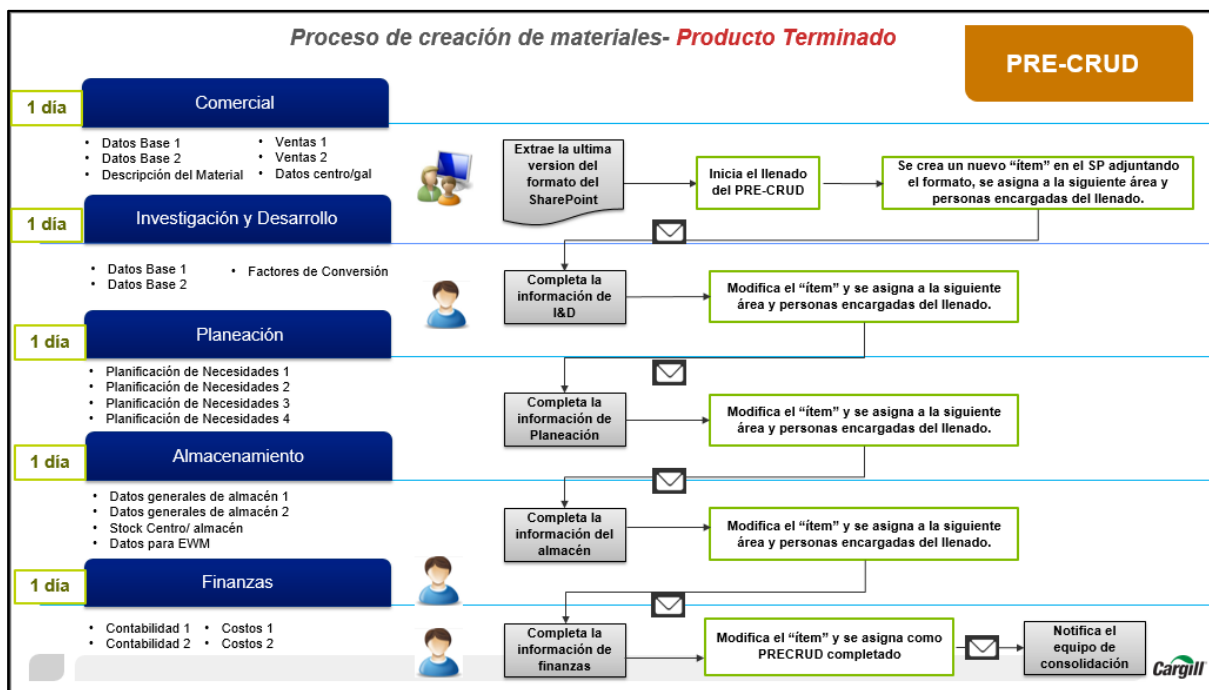 Proceso de creación de materiales- Producto Terminado
PRE-CRUD
1 día
Comercial
• Datos Base 1
• Datos Base 2
• Descripción del Material
• Ventas 1
• Ventas 2
• Datos centro/gal
Extrae la ultima
version del
formato del
SharePoint
Inicia el llenado
del PRE-CRUD
Se crea un nuevo “ítem” en el SP adjuntando
el formato, se asigna a la siguiente área y
personas encargadas del llenado.
1 día
Investigación y Desarrollo
• Datos Base 1
• Datos Base 2
• Factores de Conversión
Completa la
información de
I&D
Modifica el “ítem” y se asigna a la siguiente
área y personas encargadas del llenado.
1 día
Planeación
• Planificación de Necesidades 1
• Planificación de Necesidades 2
• Planificación de Necesidades 3
• Planificación de Necesidades 4
Completa la
información de
Planeación
Modifica el “ítem” y se asigna a la siguiente
área y personas encargadas del llenado.
1 día
Almacenamiento
• Datos generales de almacén 1
• Datos generales de almacén 2
• Stock Centro/ almacén
• Datos para EWM
Completa la
información del
almacén
Modifica el “ítem” y se asigna a la siguiente
área y personas encargadas del llenado.
1 día
Finanzas
• Contabilidad 1
• Contabilidad 2
• Costos 1
• Costos 2
Completa la
información de
finanzas
Modifica el “ítem” y se asigna como
PRECRUD completado
Notifica el
equipo de
consolidación
Cargill